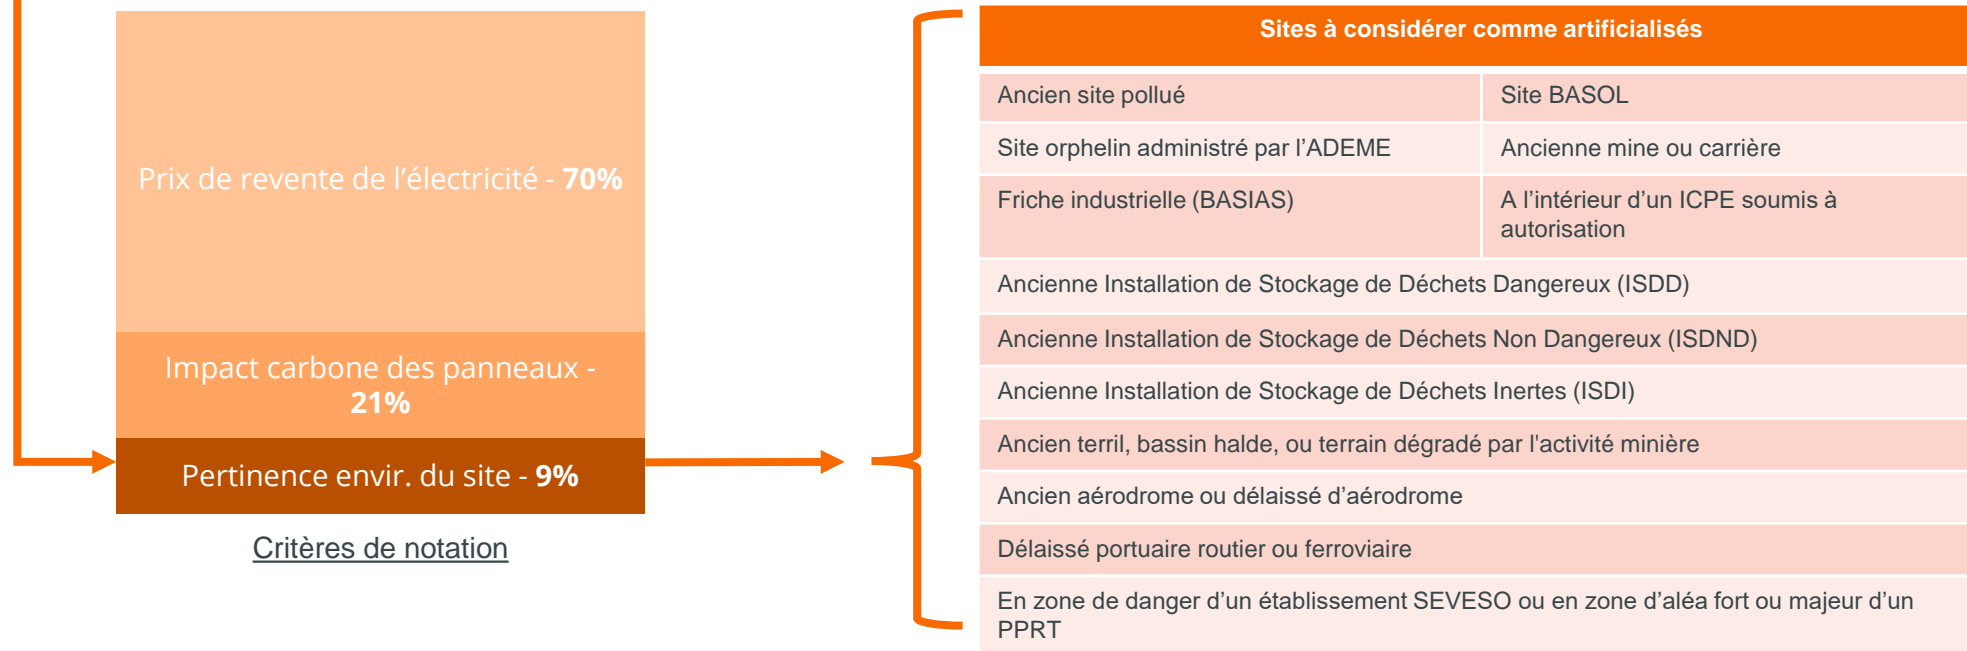 Prix de revente de l’électricité - 70%
Impact carbone des panneaux -
21%
Pertinence envir. du site - 9%
Critères de notation
Sites à considérer comme artificialisés
Ancien site pollué
Site BASOL
Site orphelin administré par l’ADEME
Ancienne mine ou carrière
Friche industrielle (BASIAS)
A l’intérieur d’un ICPE soumis à
autorisation
Ancienne Installation de Stockage de Déchets Dangereux (ISDD)
Ancienne Installation de Stockage de Déchets Non Dangereux (ISDND)
Ancienne Installation de Stockage de Déchets Inertes (ISDI)
Ancien terril, bassin halde, ou terrain dégradé par l'activité minière
Ancien aérodrome ou délaissé d’aérodrome
Délaissé portuaire routier ou ferroviaire
En zone de danger d’un établissement SEVESO ou en zone d’aléa fort ou majeur d’un
PPRT